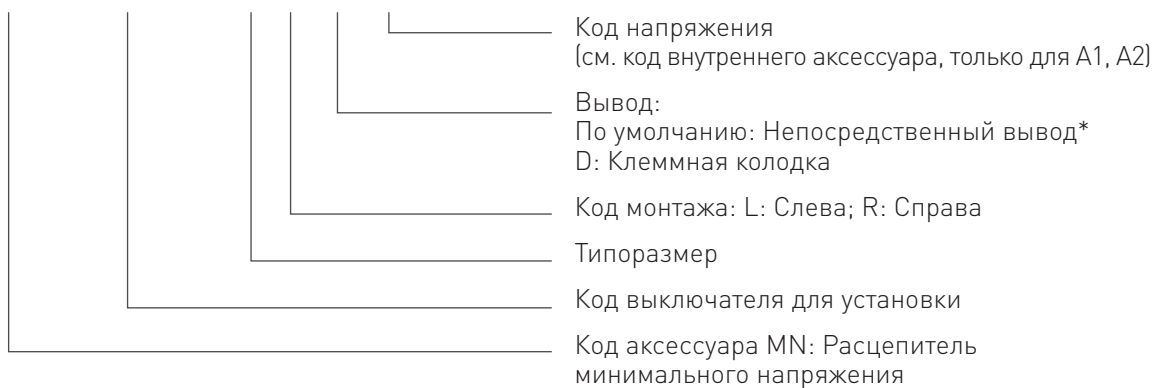 Код напряжения
(см. код внутреннего аксессуара, только для А1, А2)
Вывод:
По умолчанию: Непосредственный вывод*
D: Клеммная колодка
Код монтажа: L: Слева; R: Справа
Типоразмер
Код выключателя для установки
Код аксессуара MN: Расцепитель
минимального напряжения